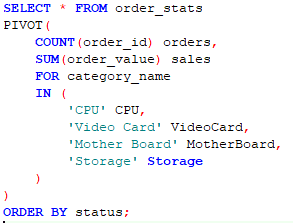 SELECT * FROM order_stats
PIVOT(
COUNT(order_id) orders,
SUM(order_value) sales
FOR category_name
IN (
'CPU' CPU,
'Video Card' VideoCard,
'Mother Board' MotherBoard,
'Storage' Storage
)
)
ORDER BY status;